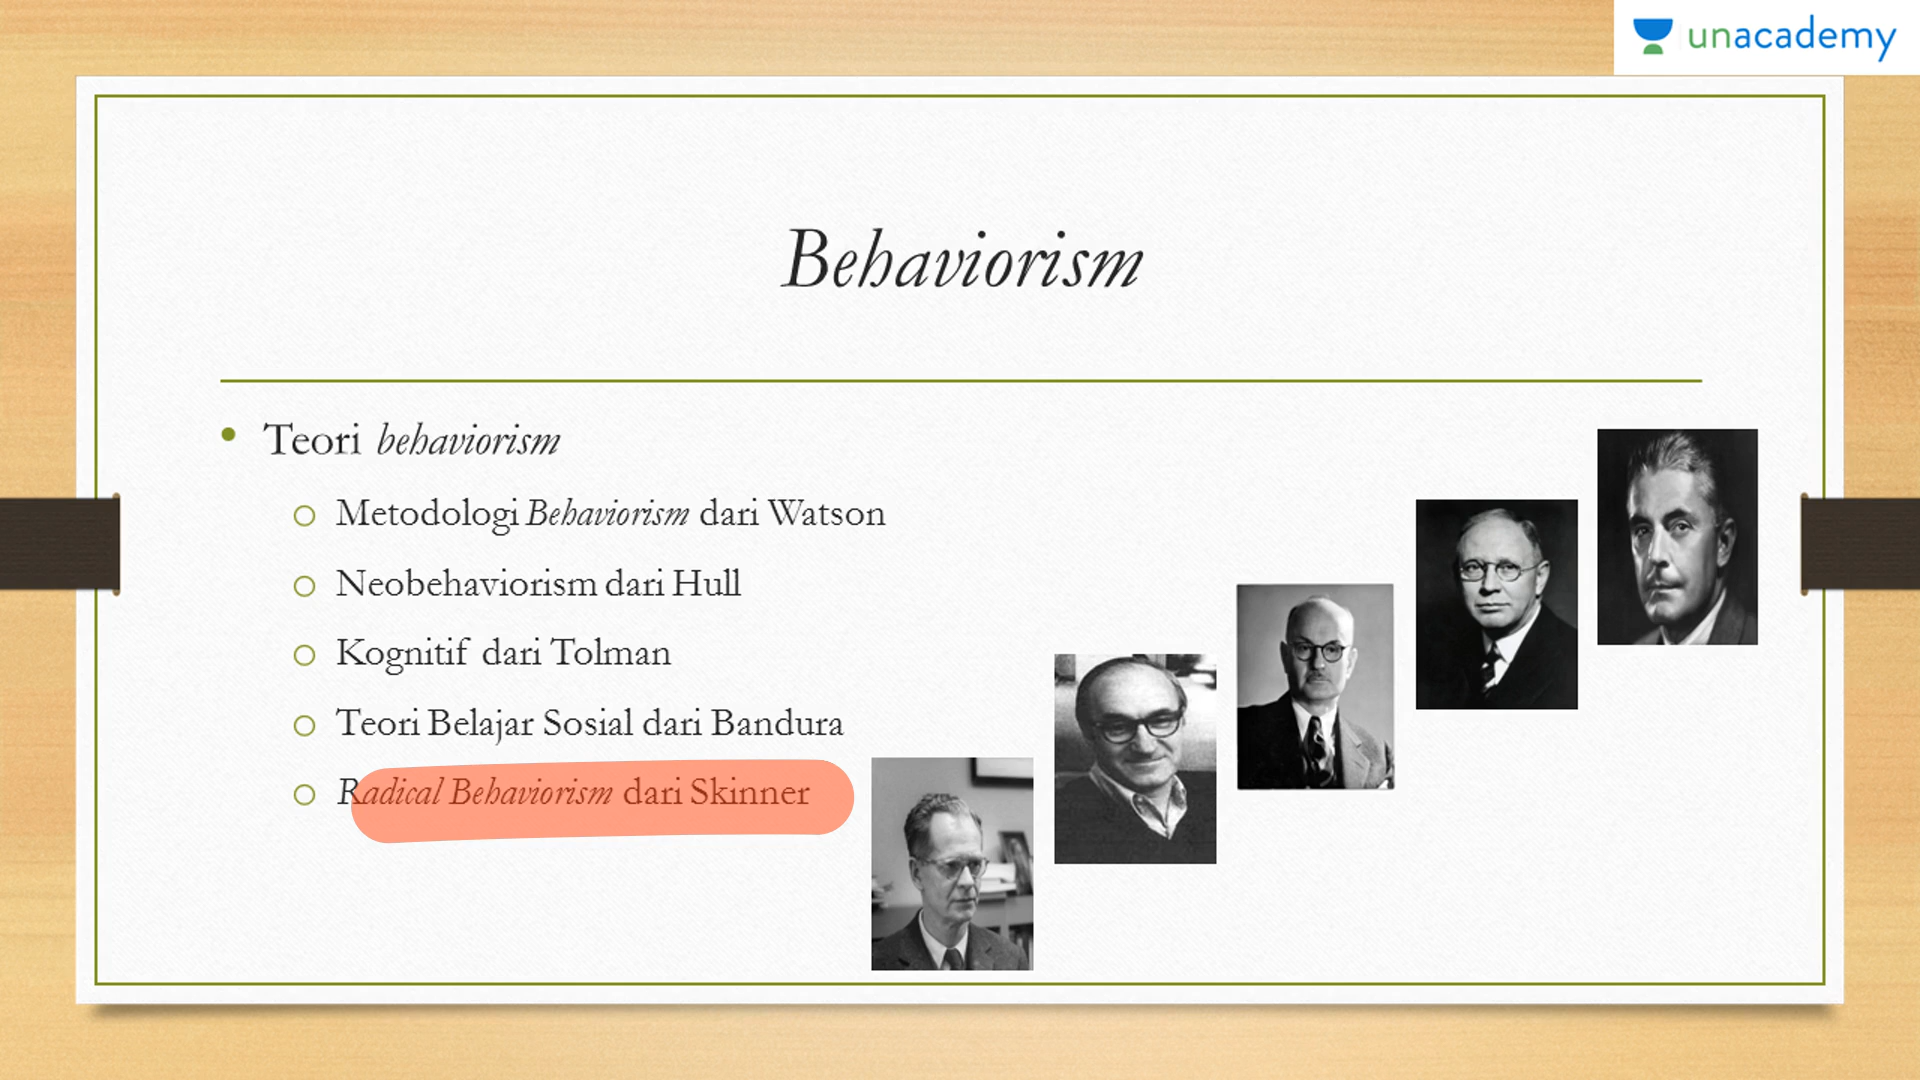 unacademy
Behaviorism
Teori behaviorism
Metodologi Behaviorism dari Watson
Neobehaviorism dari Hull
Kognitif dari Tolman
Teori Belajar Sosial dari Bandura
Radical Behaviorism dari Skinner